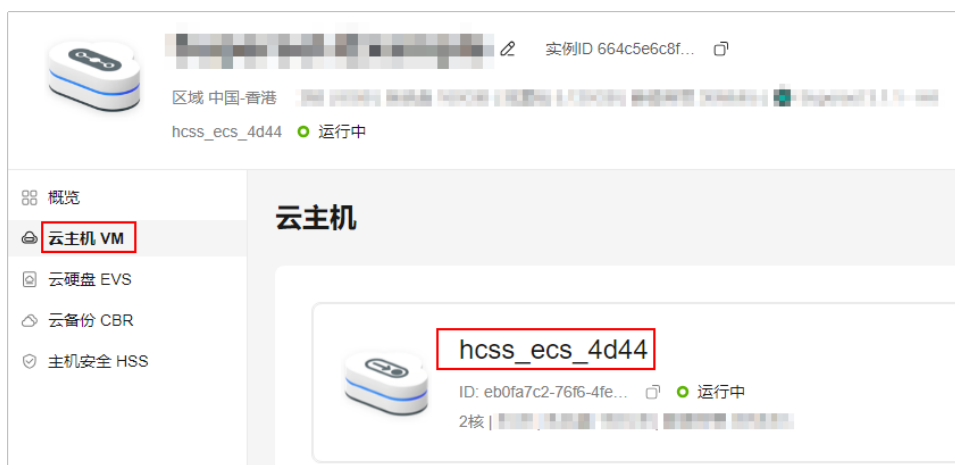 实例ID 664c5e6c8f...
区域 中国-香港
hcss_ecs_4d44 运行中
概览
云主机 VM
云硬盘 EVS
云备份 CBR
主机安全 HSS
云主机
hcss_ecs_4d44
ID: eb0fa7c2-76f6-4fe... 运行中
2核 |